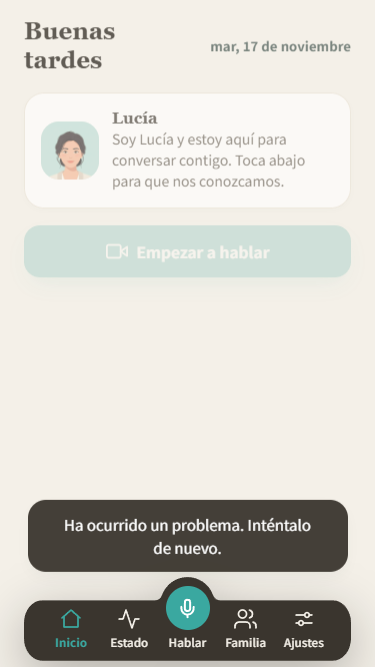 Buenas
tardes
mar, 17 de noviembre
Lucía
Soy Lucía y estoy aquí para
conversar contigo. Toca abajo
para que nos conozcamos.
Empezar a hablar
Ha ocurrido un problema. Inténtalo
de nuevo.
Inicio
Estado
Hablar
Familia
Ajustes